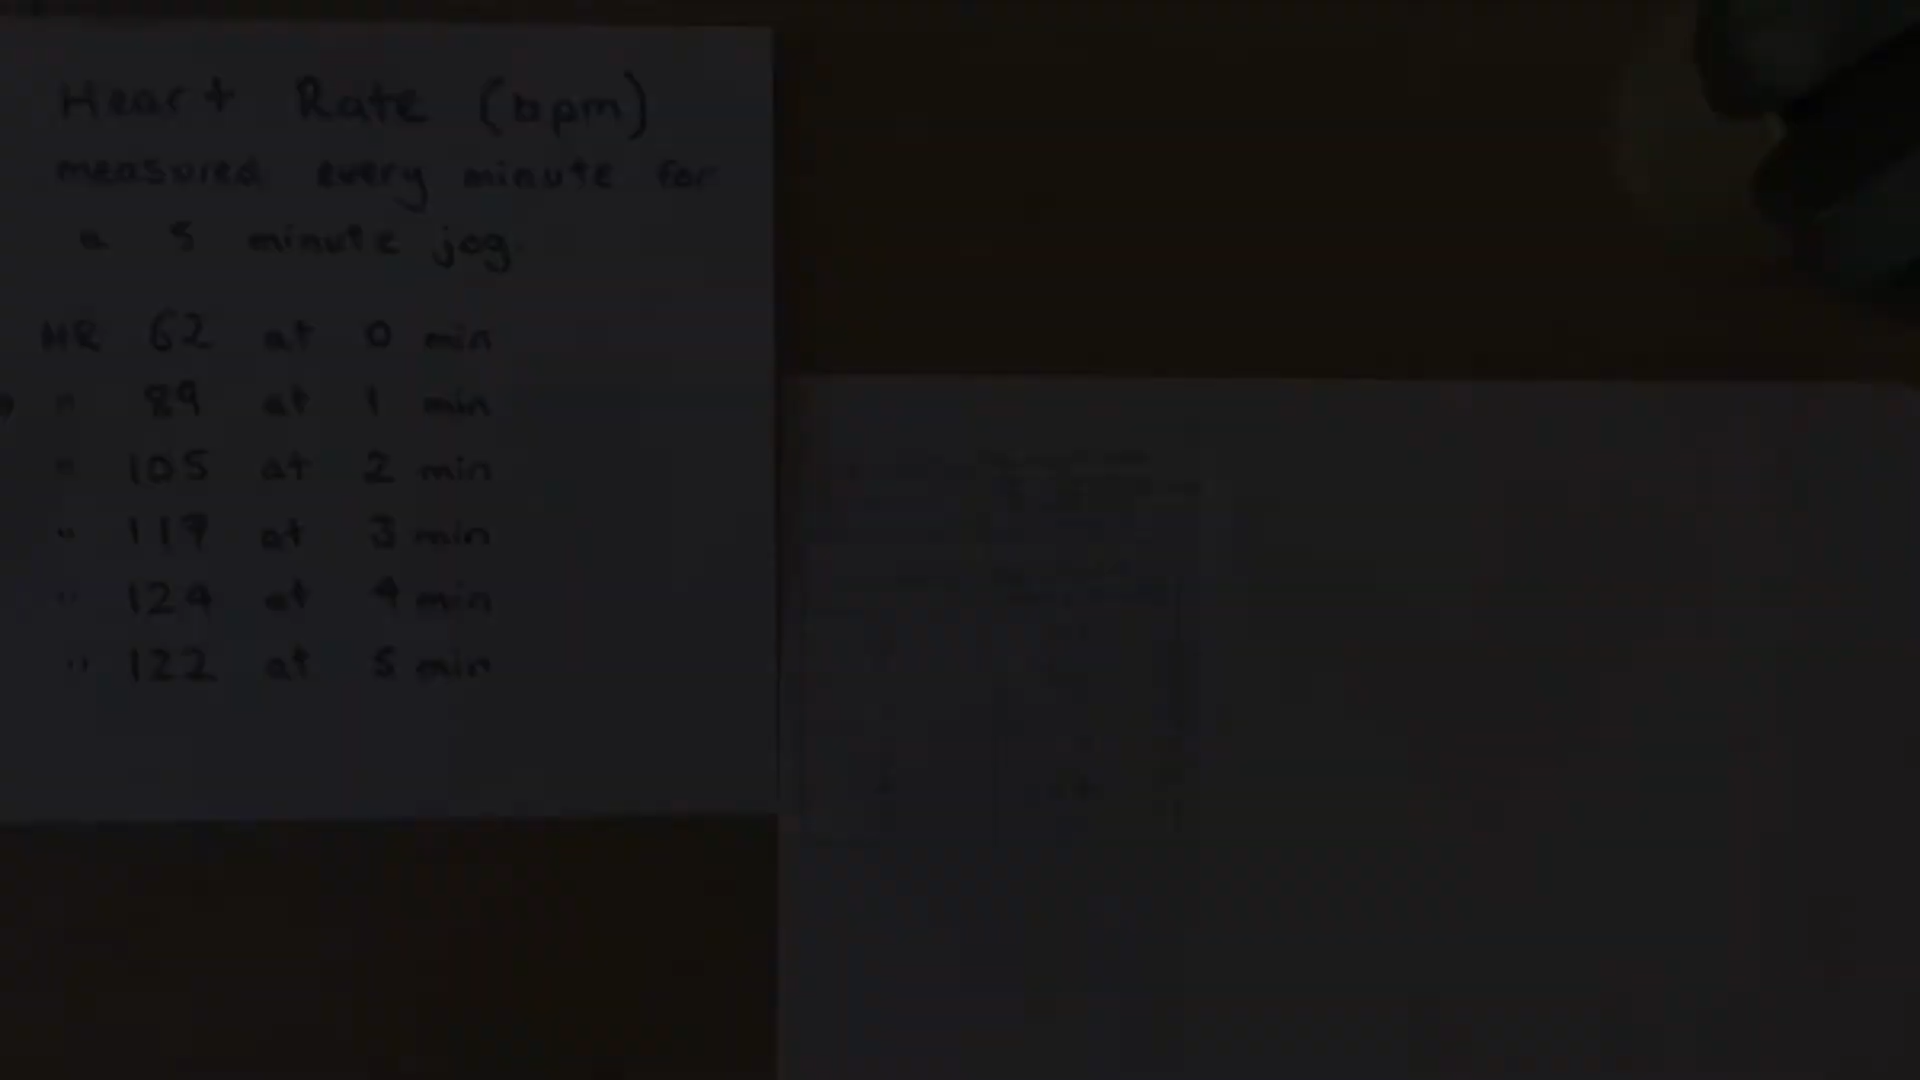 Heart Rate (bpm)
measured every minute for
a 5 minute jog.
HR 62 at 0 min
" 89 at 1 min
" 105 at 2 min
" 117 at 3 min
" 124 at 4 min
" 122 at 5 min